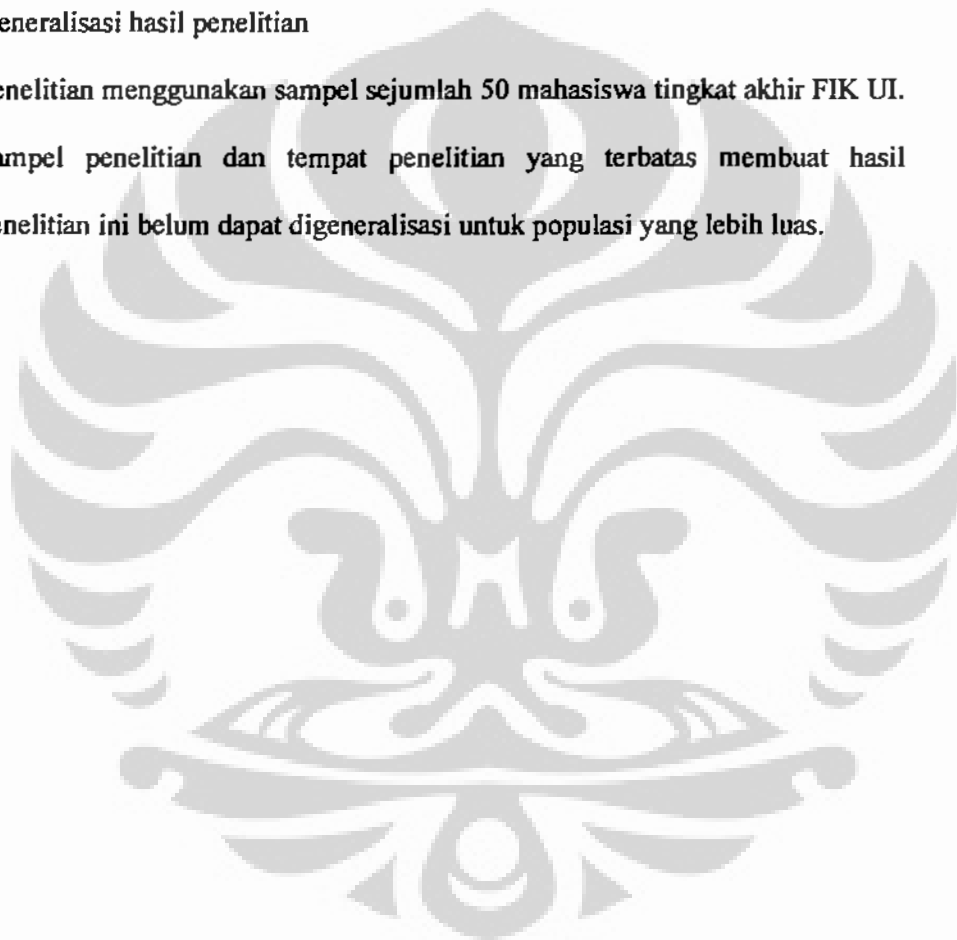 eneralisasi hasil penelitian
enelitian menggunakan sampel sejumlah 50 mahasiswa tingkat akhir FIK UI.
ampel penelitian dan tempat penelitian yang terbatas membuat hasil
enelitian ini belum dapat digeneralisasi untuk populasi yang lebih luas.